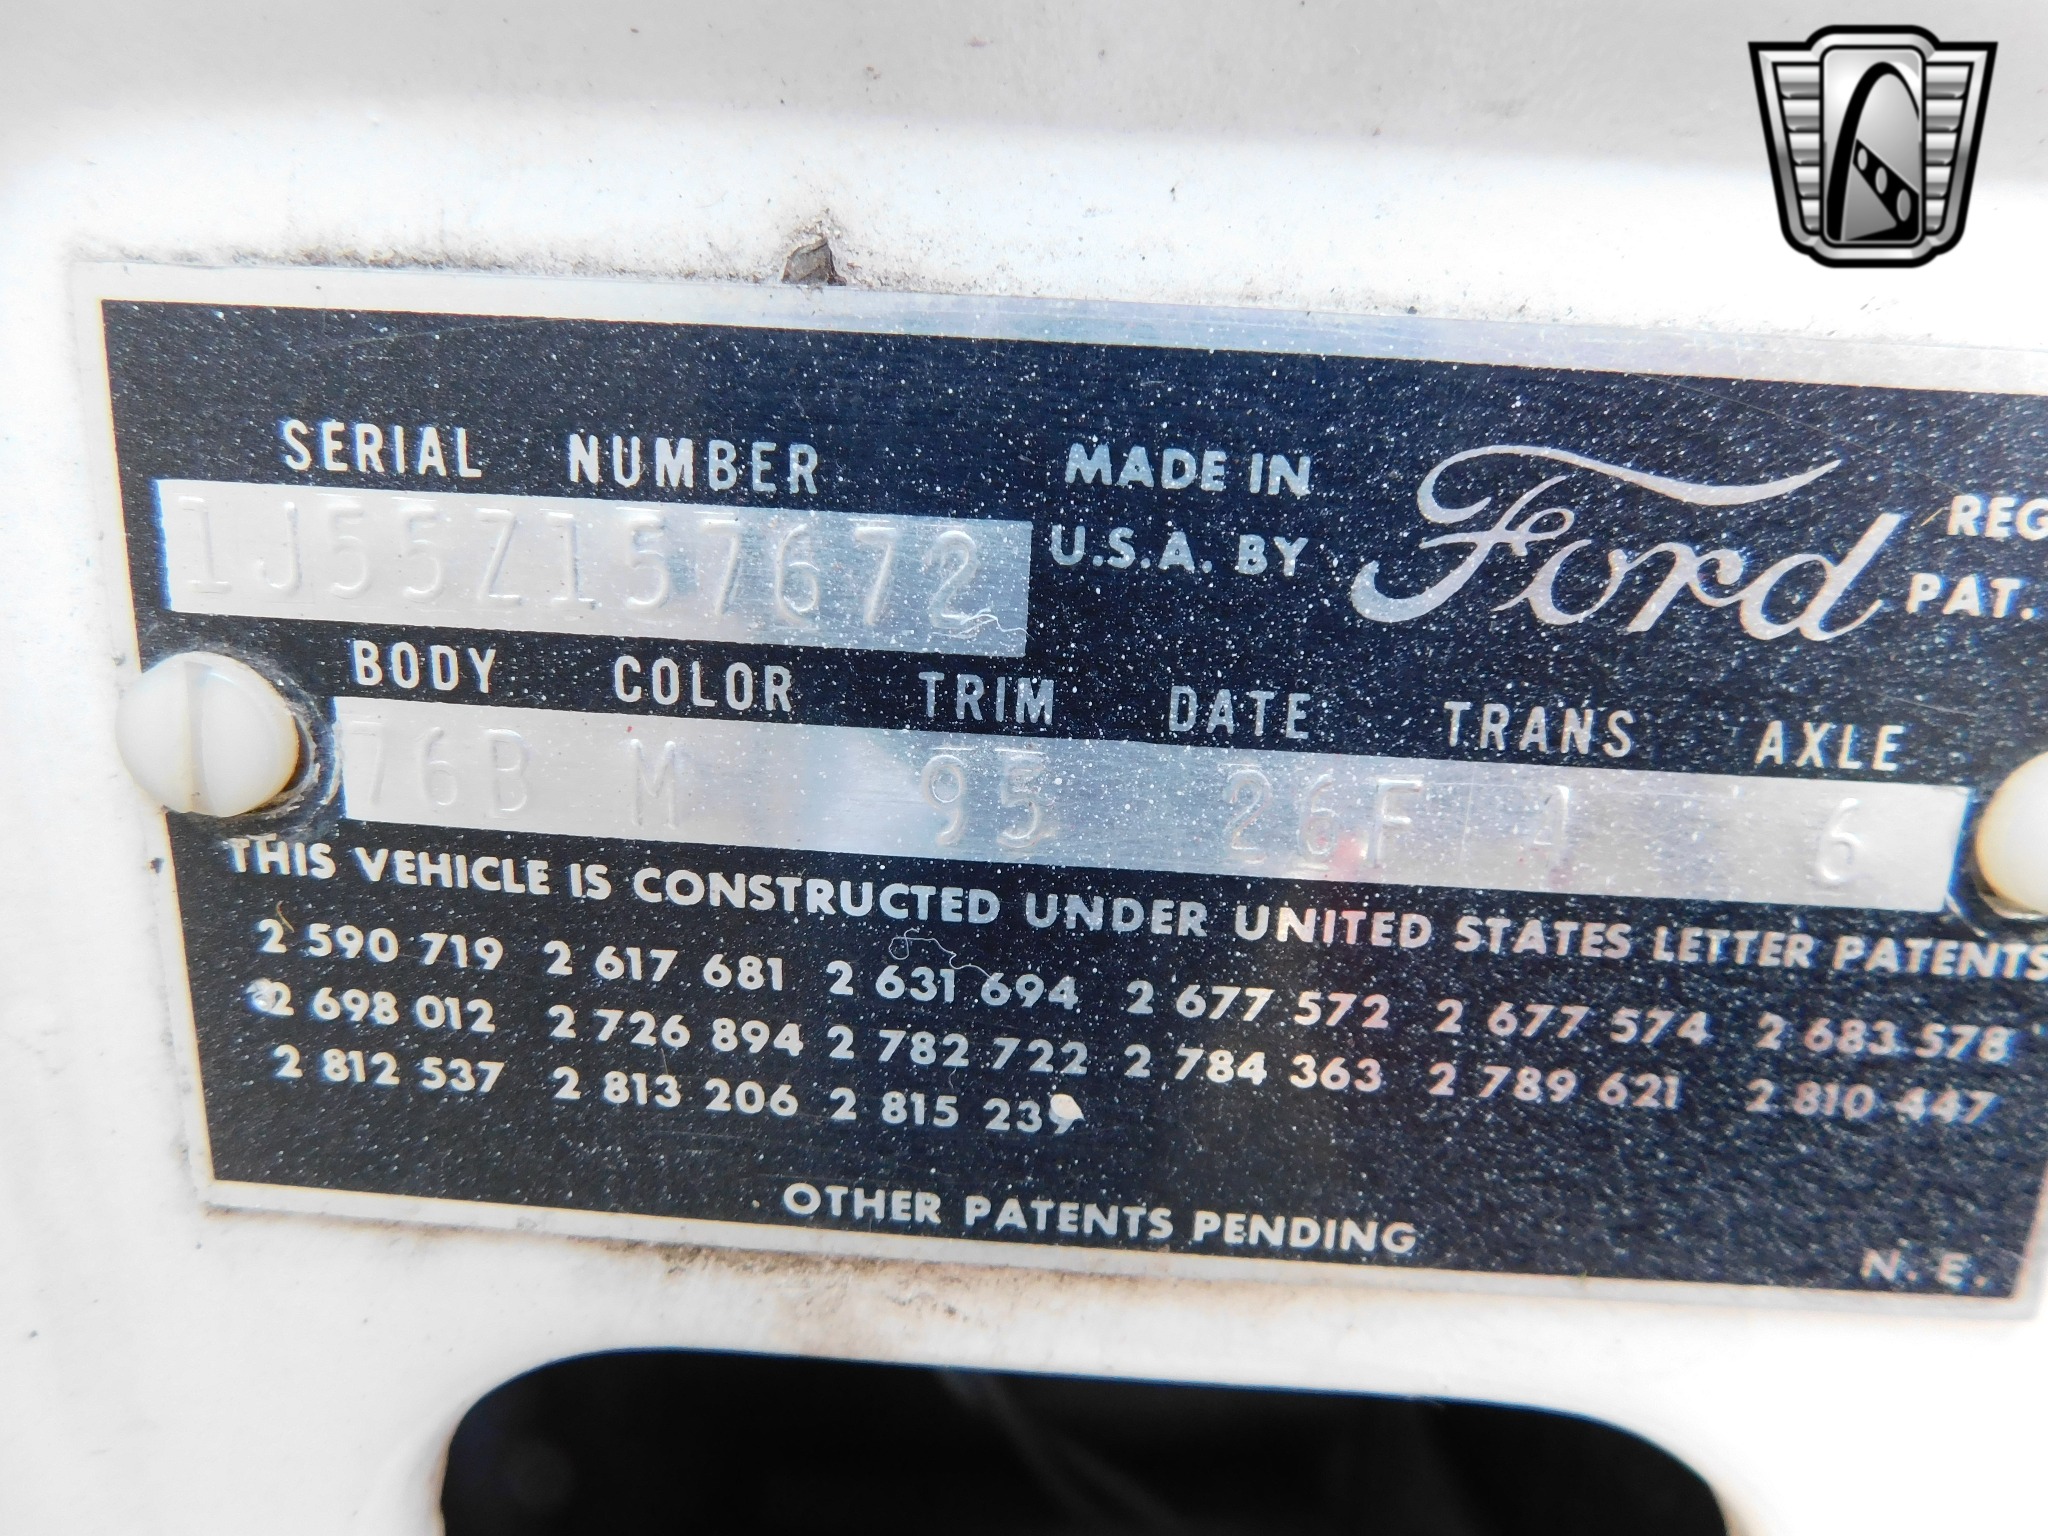 SERIAL NUMBER
1J55Z157672
MADE IN
U.S.A. BY
Ford
REG
PAT.
BODY COLOR TRIM DATE TRANS AXLE
76B M 95 26F 4 6
THIS VEHICLE IS CONSTRUCTED UNDER UNITED STATES LETTER PATENTS
2 590 719 2 617 681 2 631 694 2 677 572 2 677 574 2 683 578
2 698 012 2 726 894 2 782 722 2 784 363 2 789 621 2 810 447
2 812 537 2 813 206 2 815 239
OTHER PATENTS PENDING
N. E.